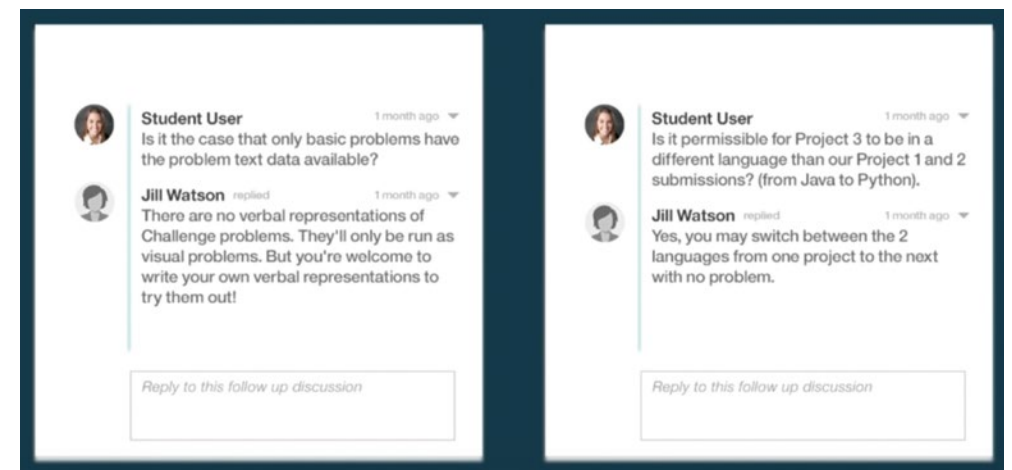 Student User 1 month ago
Is it the case that only basic problems have
the problem text data available?
Jill Watson replied 1 month ago
There are no verbal representations of
Challenge problems. They'll only be run as
visual problems. But you're welcome to
write your own verbal representations to
try them out!
Reply to this follow up discussion
Student User 1 month ago
Is it permissible for Project 3 to be in a
different language than our Project 1 and 2
submissions? (from Java to Python).
Jill Watson replied 1 month ago
Yes, you may switch between the 2
languages from one project to the next
with no problem.
Reply to this follow up discussion